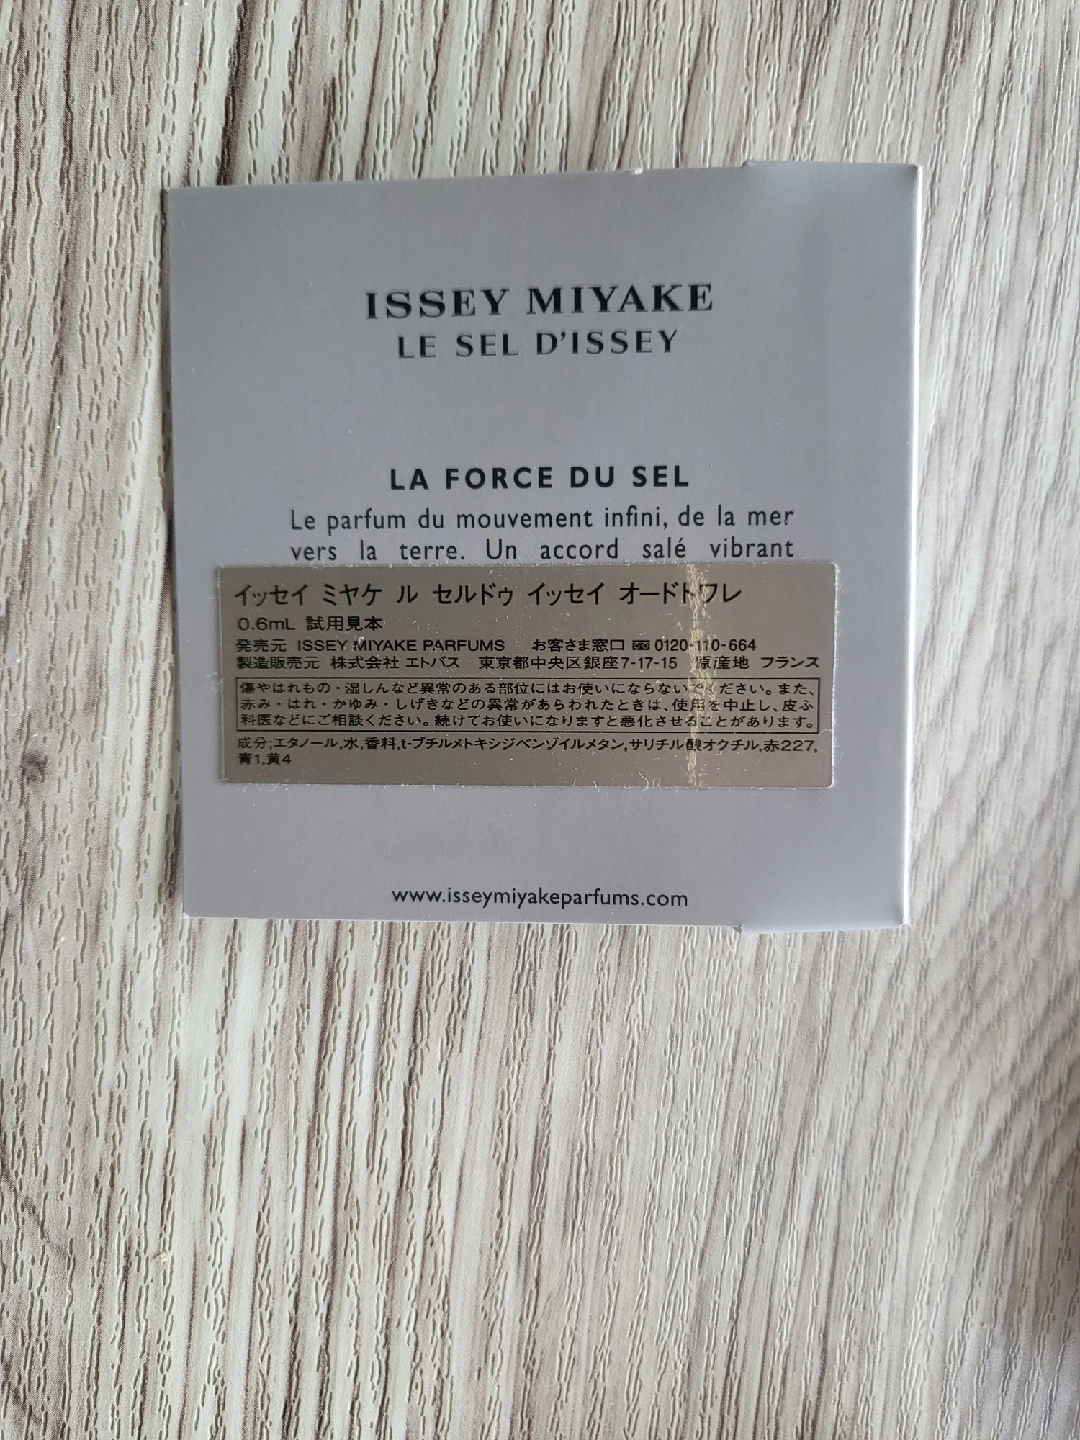 ISSEY MIYAKE
LE SEL D'ISSEY
LA FORCE DU SEL
Le parfum du mouvement infini, de la mer
vers la terre. Un accord salé vibrant
イッセイ ミヤケ ル セルドゥ イッセイ オードトワレ
0.6mL 試用見本
発売元 ISSEY MIYAKE PARFUMS お客さま窓口 0120-110-664
製造販売元 株式会社 エトバス 東京都中央区銀座7-17-15 原産地 フランス
傷やはれもの・湿しんなど異常のある部位にはお使いにならないでください。また、
赤み・はれ・かゆみ・しげきなどの異常があらわれたときは、使用を中止し、皮ふ
科医などにご相談ください。続けてお使いになりますと悪化させることがあります。
成分;エタノール,水,香料,t-ブチルメトキシジベンゾイルメタン,サリチル酸オクチル,赤227,
青1,黄4
www.isseymiyakeparfums.com